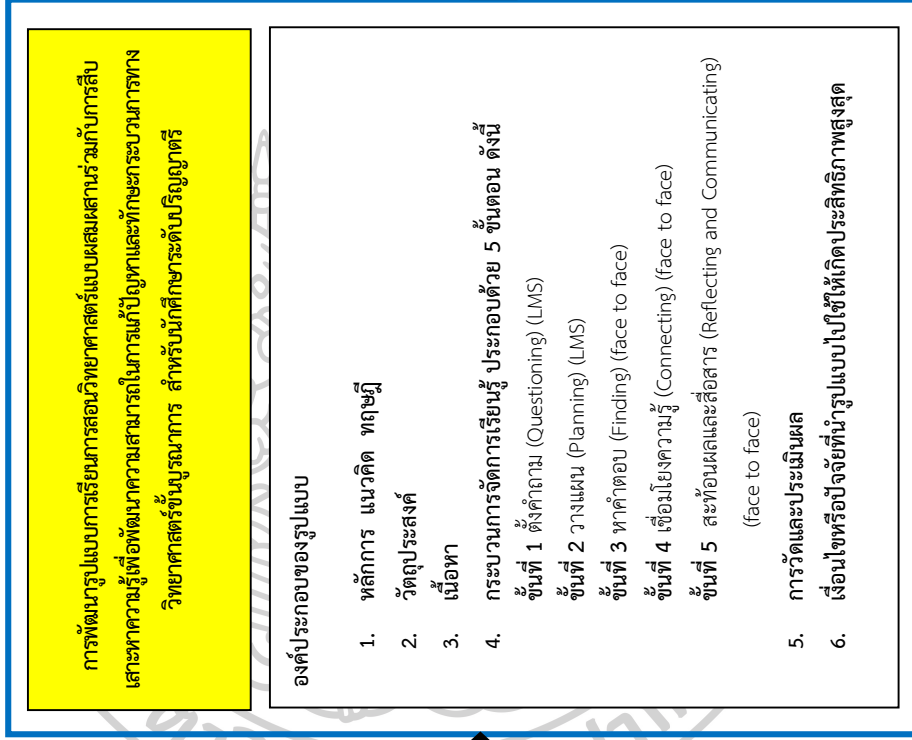 การพัฒนารูปแบบการเรียนการสอนวิทยาศาสตร์แบบผสมผสานร่วมกับการสืบ
เสาะหาความรู้เพื่อพัฒนาความสามารถในการแก้ปัญหาและทักษะกระบวนการทาง
วิทยาศาสตร์ขั้นบูรณาการ สำหรับนักศึกษาระดับปริญญาตรี
องค์ประกอบของรูปแบบ
1. หลักการ แนวคิด ทฤษฎี
2. วัตถุประสงค์
3. เนื้อหา
4. กระบวนการจัดการเรียนรู้ ประกอบด้วย 5 ขั้นตอน ดังนี้
ขั้นที่ 1 ตั้งคำถาม (Questioning) (LMS)
ขั้นที่ 2 วางแผน (Planning) (LMS)
ขั้นที่ 3 หาคำตอบ (Finding) (face to face)
ขั้นที่ 4 เชื่อมโยงความรู้ (Connecting) (face to face)
ขั้นที่ 5 สะท้อนผลและสื่อสาร (Reflecting and Communicating)
(face to face)
5. การวัดและประเมินผล
6. เงื่อนไขหรือปัจจัยที่นำรูปแบบไปใช้ให้เกิดประสิทธิภาพสูงสุด